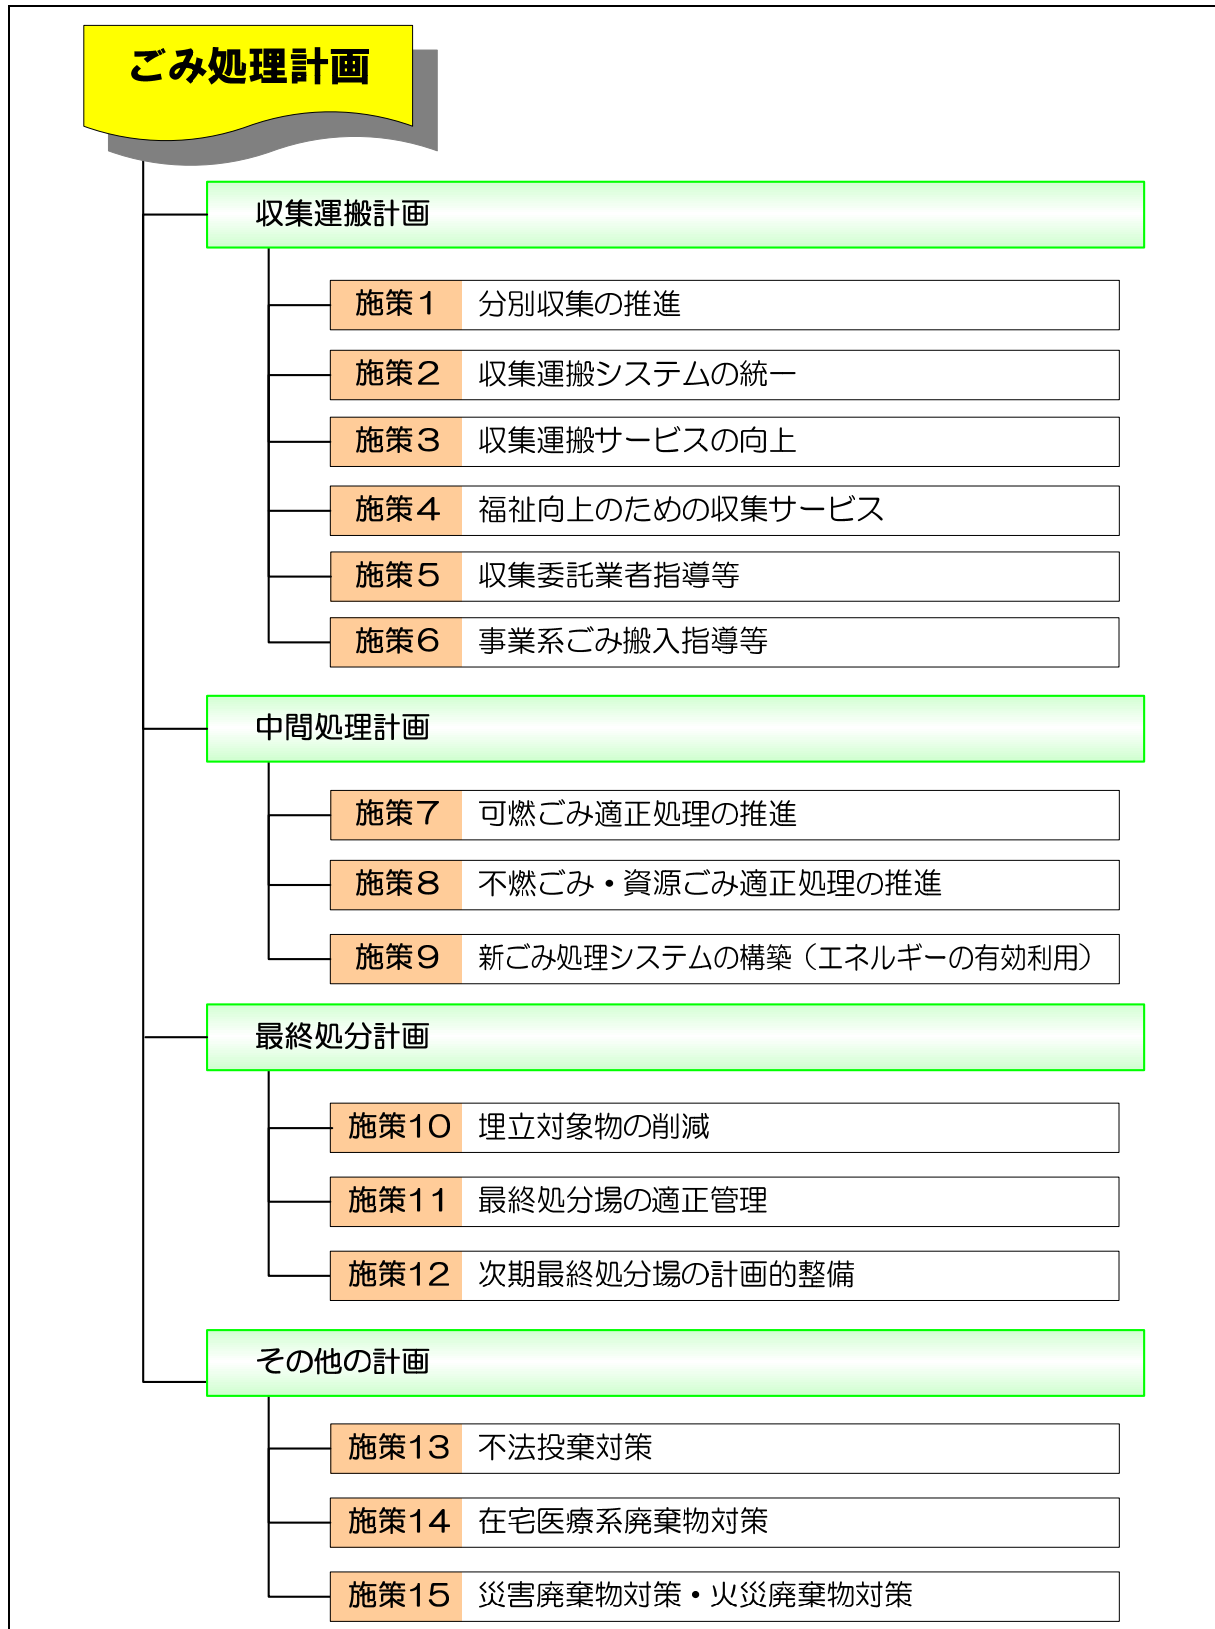 ごみ処理計画
収集運搬計画
施策1 分別収集の推進
施策2 収集運搬システムの統一
施策3 収集運搬サービスの向上
施策4 福祉向上のための収集サービス
施策5 収集委託業者指導等
施策6 事業系ごみ搬入指導等
中間処理計画
施策7 可燃ごみ適正処理の推進
施策8 不燃ごみ・資源ごみ適正処理の推進
施策9 新ごみ処理システムの構築（エネルギーの有効利用）
最終処分計画
施策10 埋立対象物の削減
施策11 最終処分場の適正管理
施策12 次期最終処分場の計画的整備
その他の計画
施策13 不法投棄対策
施策14 在宅医療系廃棄物対策
施策15 災害廃棄物対策・火災廃棄物対策